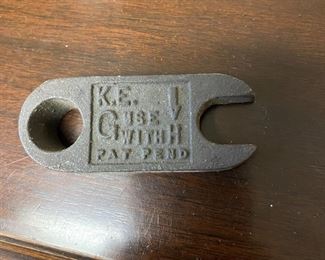 K.E. I
G USE V
WITH H
PAT PEND